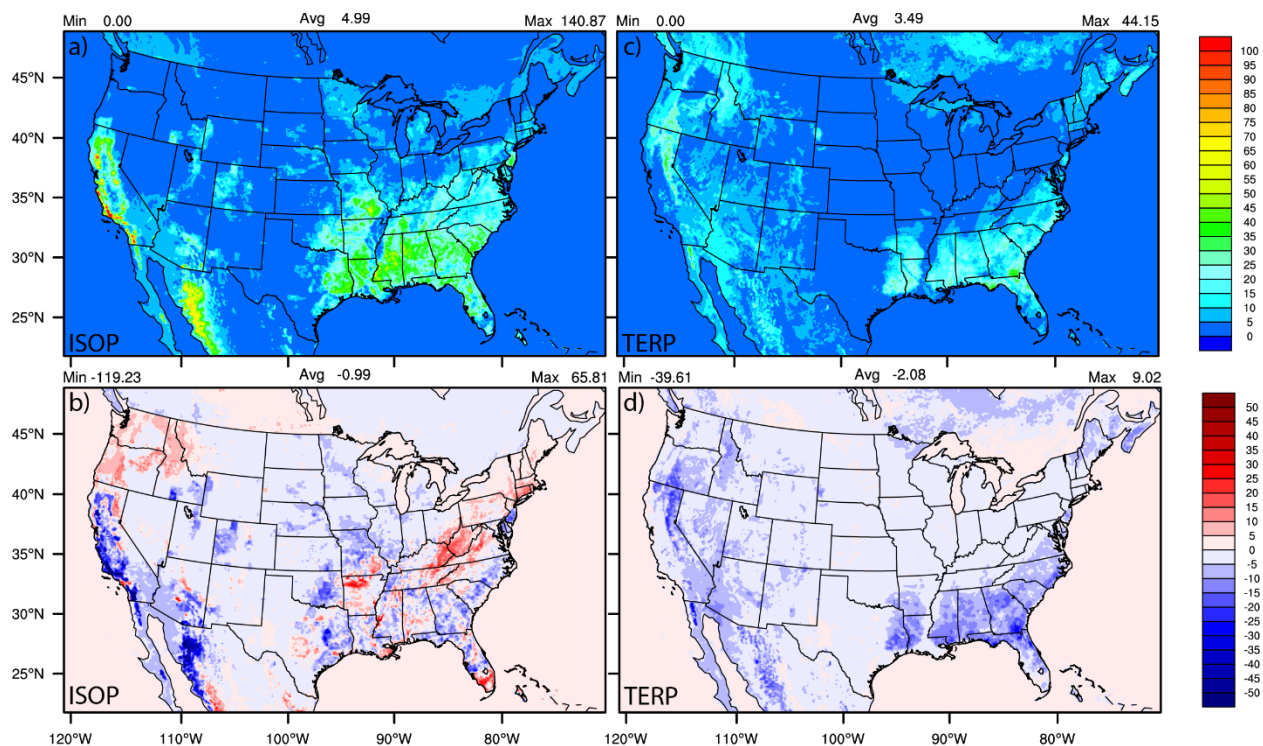 Min 0.00 Avg 4.99 Max 140.87
Min 0.00 Avg 3.49 Max 44.15
a)
c)
45°N
40°N
35°N
30°N
25°N
ISOP
TERP
100
95
90
85
80
75
70
65
60
55
50
45
40
35
30
25
20
15
10
5
0
Min -119.23 Avg -0.99 Max 65.81
Min -39.61 Avg -2.08 Max 9.02
b)
d)
45°N
40°N
35°N
30°N
25°N
ISOP
TERP
50
45
40
35
30
25
20
15
10
5
0
-5
-10
-15
-20
-25
-30
-35
-40
-45
-50
120°W 110°W 100°W 90°W 80°W
110°W 100°W 90°W 80°W